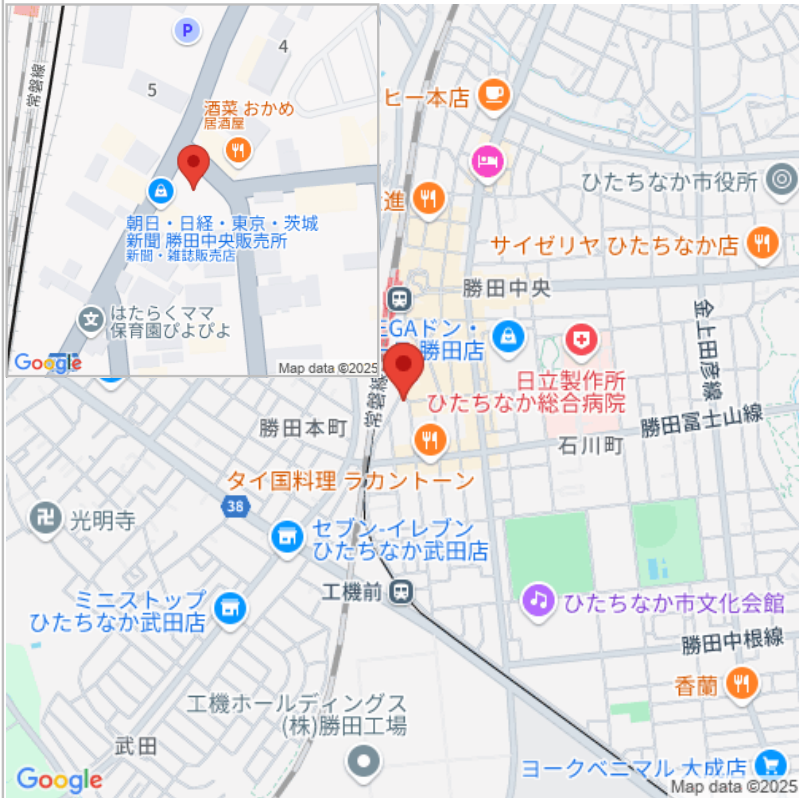 常磐線
P
4
5
酒菜 おかめ
居酒屋
朝日・日経・東京・茨城
新聞 勝田中央販売所
新聞・雑誌販売店
はたらくママ
保育園ぴよぴよ
Google
Map data ©2025
ヒー本店
ひたちなか市役所
進
サイゼリヤ ひたちなか店
勝田中央
EGAドン・
勝田店
金上田彦線
日立製作所
ひたちなか総合病院
常磐線
勝田本町
勝田冨士山線
石川町
タイ国料理 ラカントーン
38
光明寺
セブン-イレブン
ひたちなか武田店
工機前
ミニストップ
ひたちなか武田店
ひたちなか市文化会館
勝田中根線
香蘭
工機ホールディングス
(株)勝田工場
武田
ヨークベニマル 大成店
Google
Map data ©2025